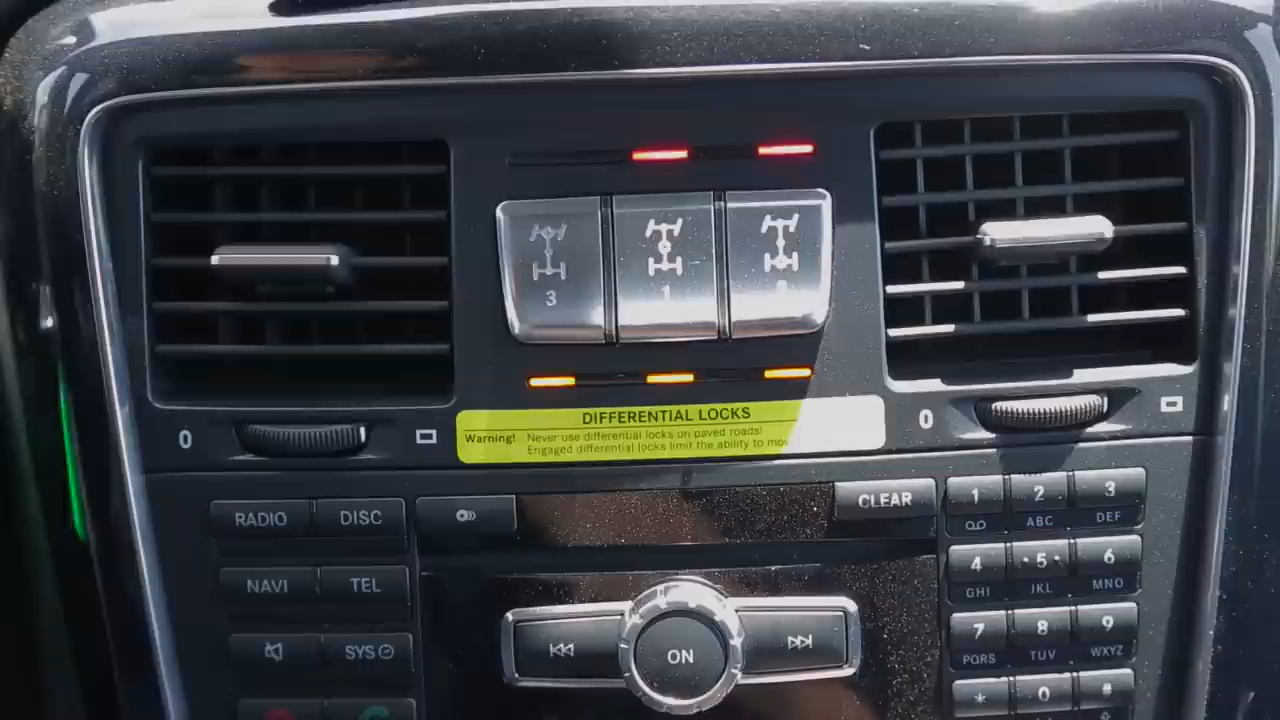 3 1
DIFFERENTIAL LOCKS
Warning! Never use differential locks on paved roads!
Engaged differential locks limit the ability to
0
0
RADIO DISC
CLEAR
1 2 3
ABC DEF
NAVI TEL
4 5 6
GHI JKL MNO
ON
7 8 9
PQRS TUV WXYZ
SYS
* 0 #